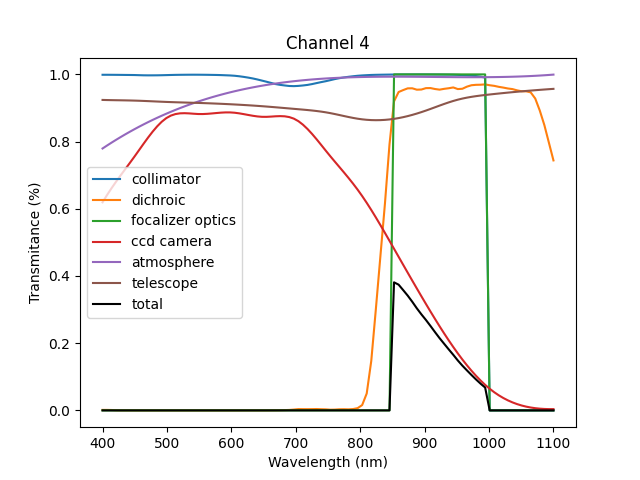 Channel 4
Transmitance (%)
1.0
0.8
0.6
0.4
0.2
0.0
collimator
dichroic
focalizer optics
ccd camera
atmosphere
telescope
total
400 500 600 700 800 900 1000 1100
Wavelength (nm)